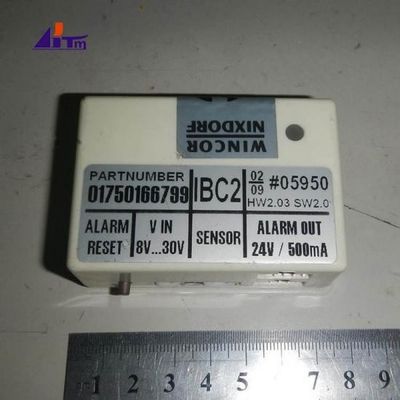 ATM
WINCOR
NIXDORF
PARTNUMBER
01750166799
IBC2
02
09
#05950
HW2.03 SW2.0
ALARM
RESET
V IN
8V...30V
SENSOR
ALARM OUT
24V / 500mA
1 2 3 4 5 6 7 8 9